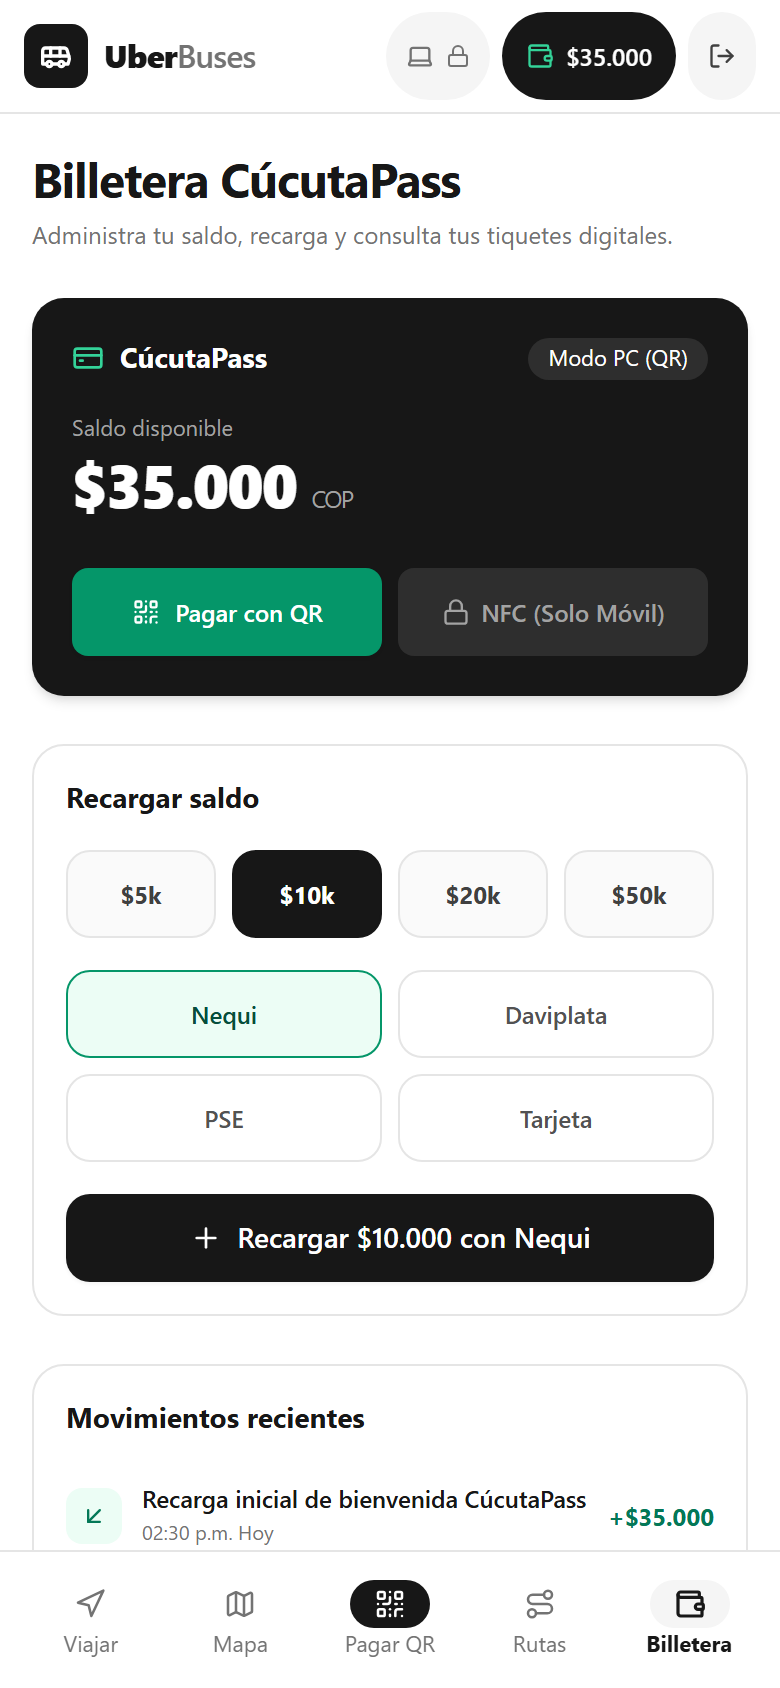 UberBuses
$35.000
Billetera CúcutaPass
Administra tu saldo, recarga y consulta tus tiquetes digitales.
CúcutaPass
Modo PC (QR)
Saldo disponible
$35.000 COP
Pagar con QR
NFC (Solo Móvil)
Recargar saldo
$5k
$10k
$20k
$50k
Nequi
Daviplata
PSE
Tarjeta
+ Recargar $10.000 con Nequi
Movimientos recientes
Recarga inicial de bienvenida CúcutaPass
02:30 p.m. Hoy
+$35.000
Viajar
Mapa
Pagar QR
Rutas
Billetera